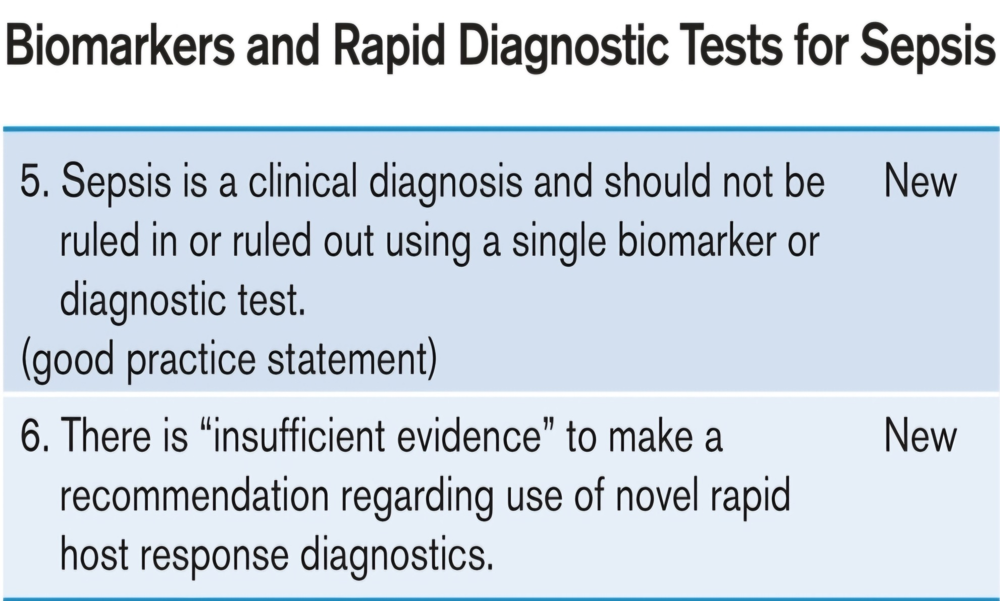 Biomarkers and Rapid Diagnostic Tests for Sepsis
5. Sepsis is a clinical diagnosis and should not be New
ruled in or ruled out using a single biomarker or
diagnostic test.
(good practice statement)
6. There is “insufficient evidence” to make a New
recommendation regarding use of novel rapid
host response diagnostics.